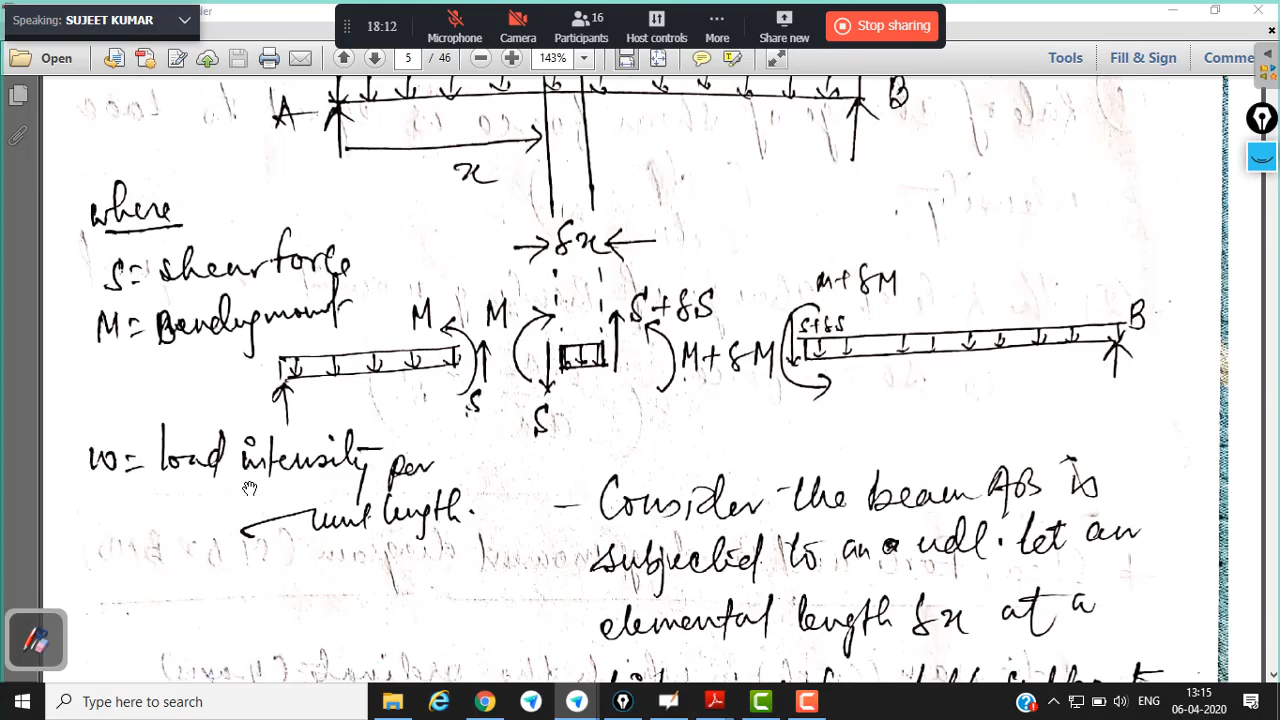 Speaking: SUJEET KUMAR
18:12
Microphone
Camera
16
Participants
Host controls
More
Share new
Stop sharing
Open
5 / 46
143%
Tools
Fill & Sign
Comme
A
B
x
δx
where
S = shear force
M = Bending moment
M
M
S+δS
M+δM
S
S
M+δM
S+δS
B
w = load intensity per
unit length.
- Consider the beam AB is
subjected to an udl. let an
elemental length δx at a
Type here to search
ENG
13:15
06-04-2020